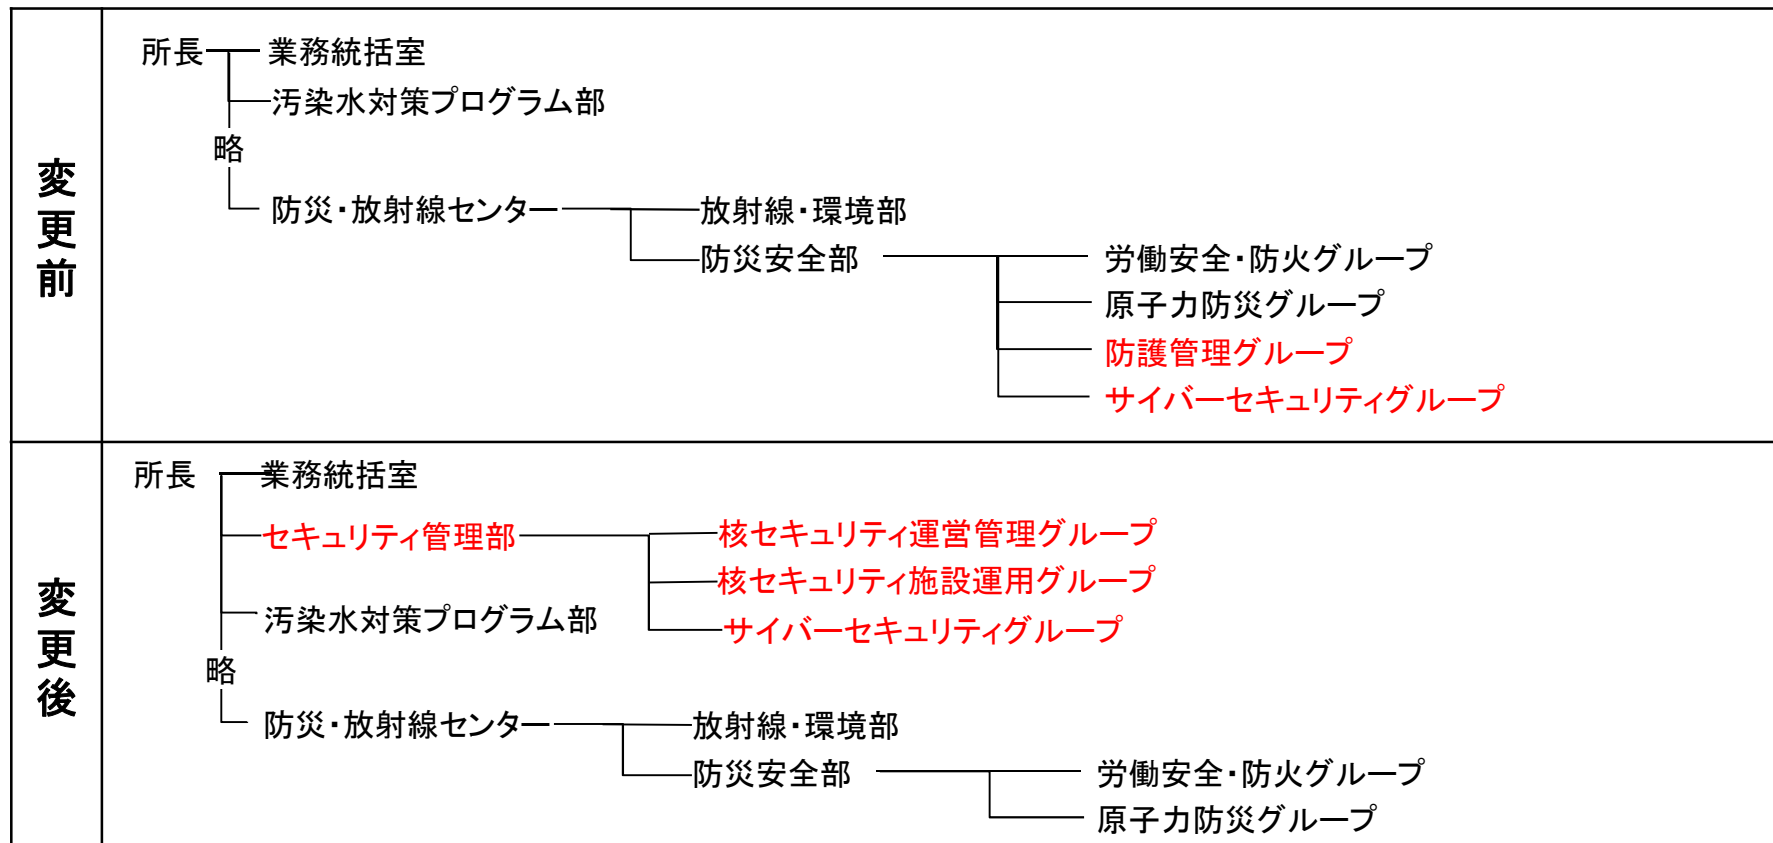 変更前
所長 業務統括室
汚染水対策プログラム部
略
防災・放射線センター 放射線・環境部
防災安全部 労働安全・防火グループ
原子力防災グループ
防護管理グループ
サイバーセキュリティグループ
変更後
所長 業務統括室
セキュリティ管理部 核セキュリティ運営管理グループ
核セキュリティ施設運用グループ
汚染水対策プログラム部 サイバーセキュリティグループ
略
防災・放射線センター 放射線・環境部
防災安全部 労働安全・防火グループ
原子力防災グループ